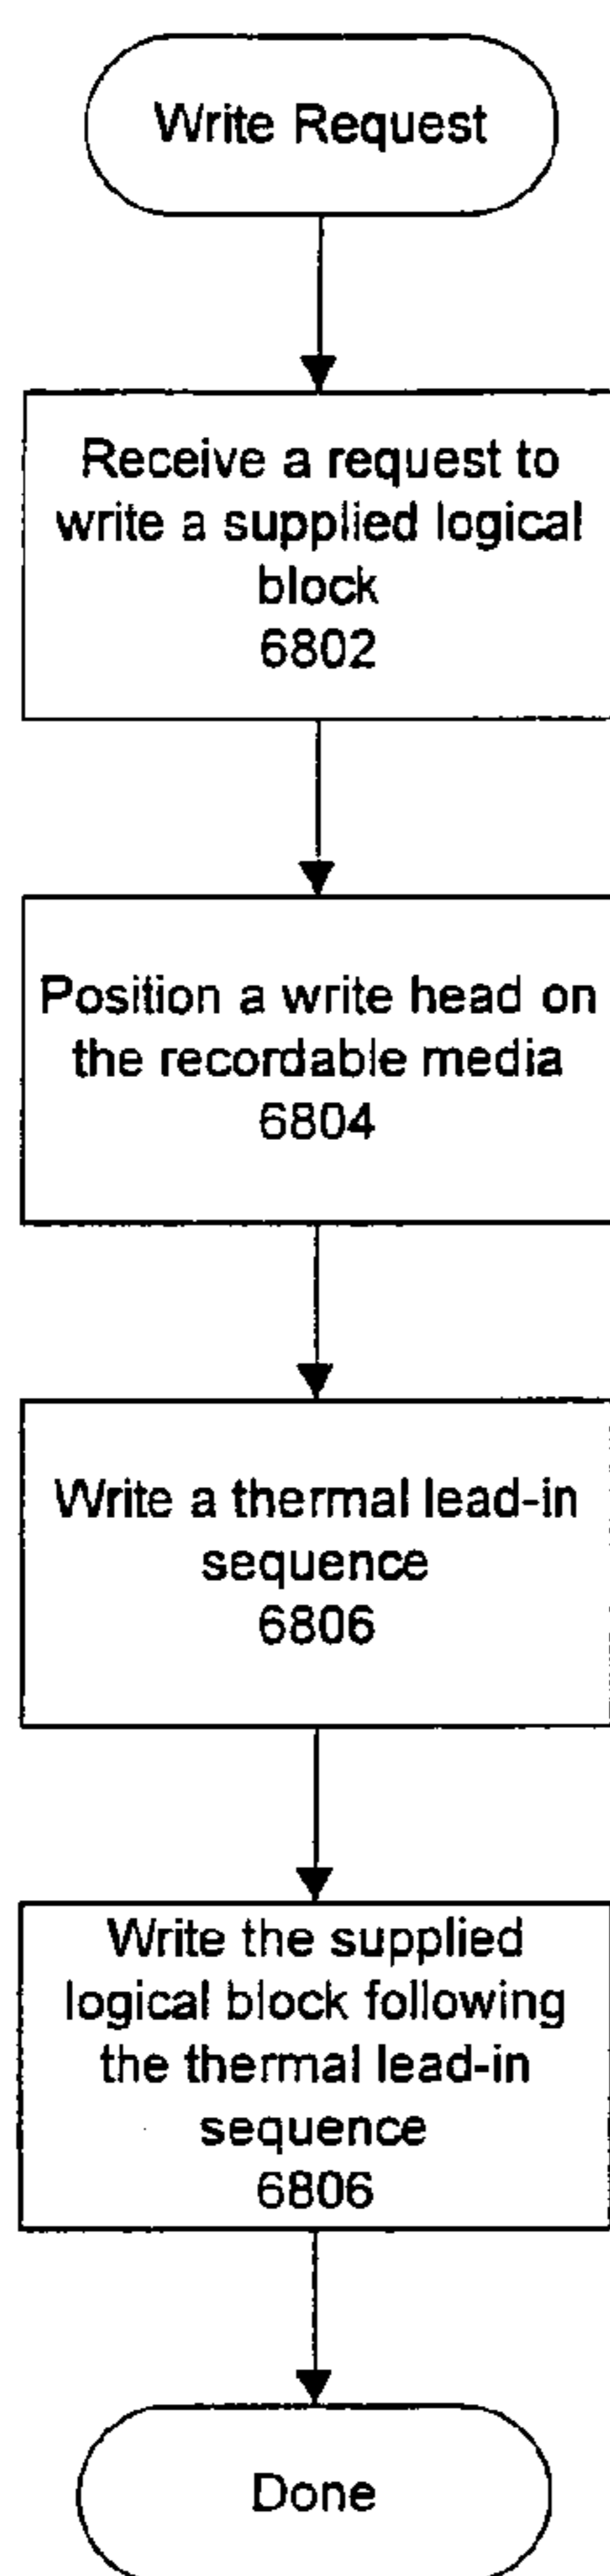 Write Request
Receive a request to
write a supplied logical
block
6802
Position a write head on
the recordable media
6804
Write a thermal lead-in
sequence
6806
Write the supplied
logical block following
the thermal lead-in
sequence
6806
Done